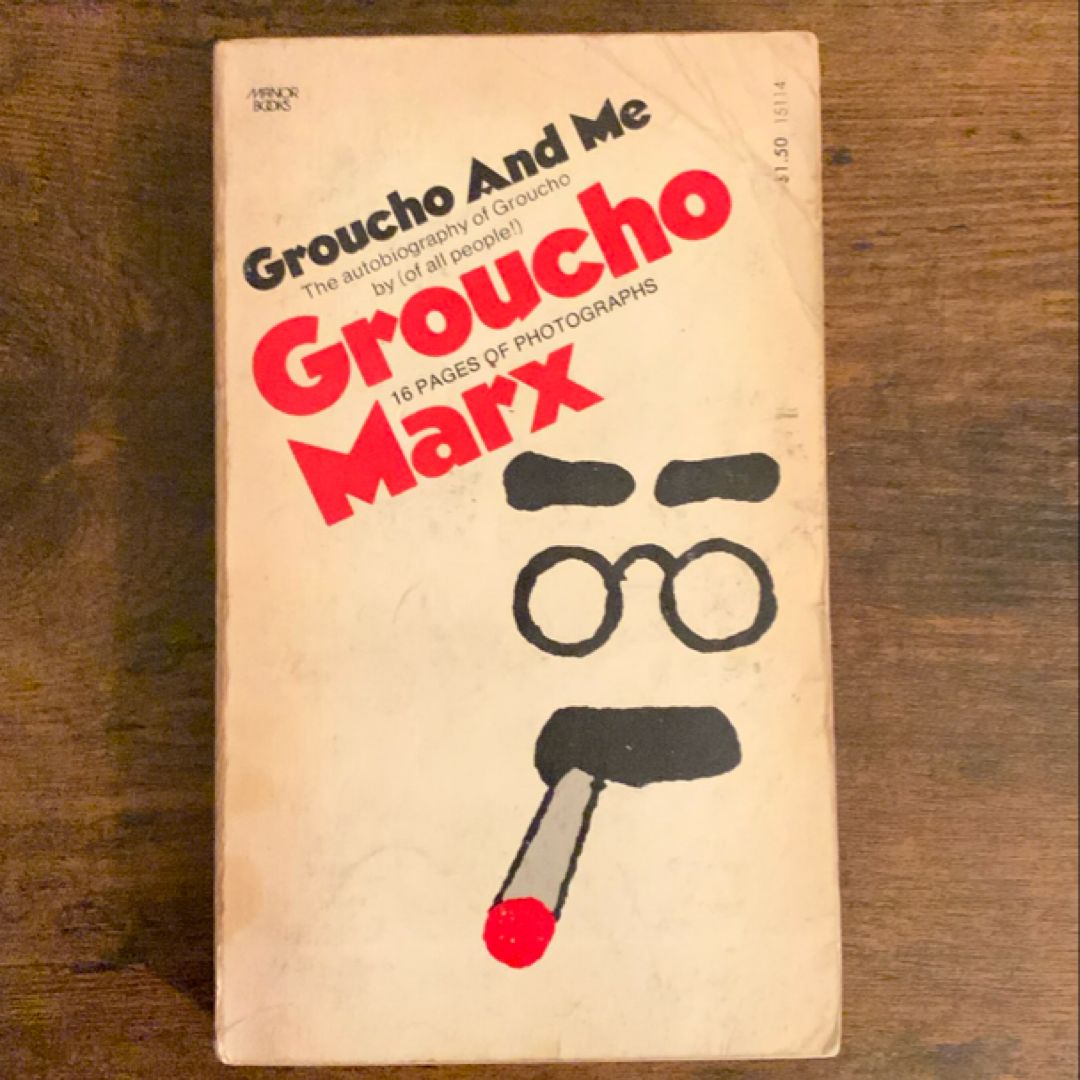 MANOR
BOOKS
$1.50 15114
Groucho And Me
The autobiography of Groucho
by (of all people!)
Groucho
16 PAGES OF PHOTOGRAPHS
Marx